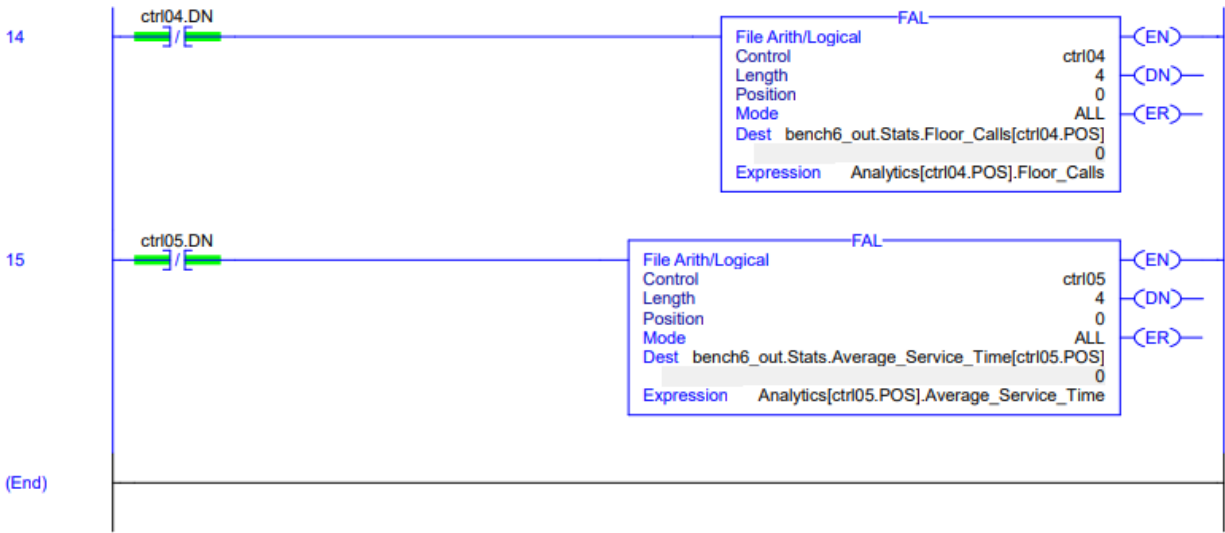 ctrl04.DN
14
/
FAL
File Arith/Logical
Control ctrl04
Length 4
Position 0
Mode ALL
Dest bench6_out.Stats.Floor_Calls[ctrl04.POS]
0
Expression Analytics[ctrl04.POS].Floor_Calls
EN
DN
ER
ctrl05.DN
15
/
FAL
File Arith/Logical
Control ctrl05
Length 4
Position 0
Mode ALL
Dest bench6_out.Stats.Average_Service_Time[ctrl05.POS]
0
Expression Analytics[ctrl05.POS].Average_Service_Time
EN
DN
ER
(End)